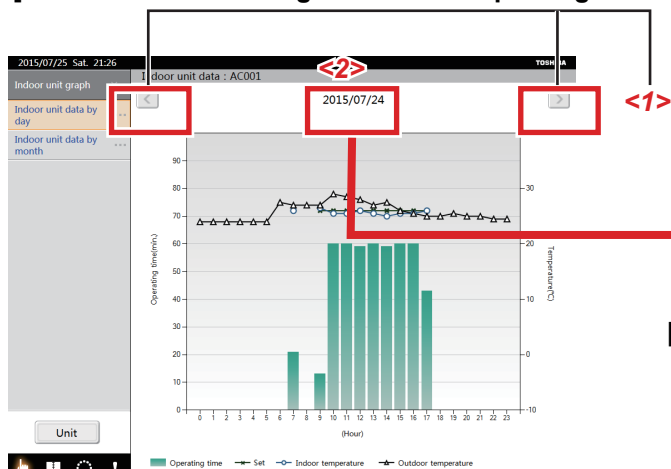 2015/07/25 Sat. 21:26
TOSHIBA
Indoor unit graph
Indoor unit data : AC001
<2>
<1>
2015/07/24
Indoor unit data by
day
Indoor unit data by
month
Operating time(min.)
90
80
70
60
50
40
30
20
10
0
30
20
10
0
-10
Temperature(℃)
0 1 2 3 4 5 6 7 8 9 10 11 12 13 14 15 16 17 18 19 20 21 22 23
(Hour)
Unit
Operating time Set Indoor temperature Outdoor temperature